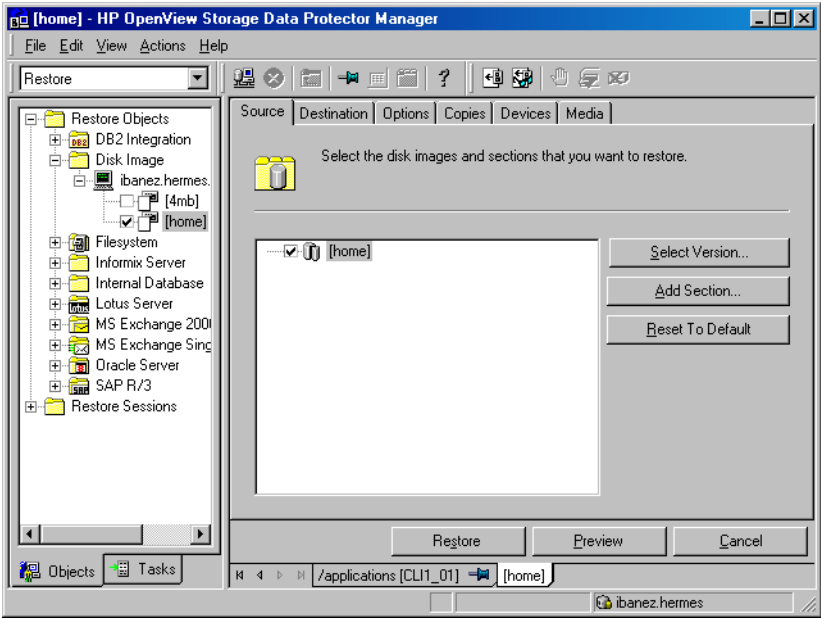 [home] - HP OpenView Storage Data Protector Manager
File Edit View Actions Help
Restore
?
Restore Objects
DB2 DB2 Integration
Disk Image
ibanez.hermes.
[4mb]
[home]
Filesystem
Informix Server
Internal Database
Lotus Lotus Server
MS Exchange 200
MS Exchange Sing
Oracle Server
SAP SAP R/3
Restore Sessions
Objects Tasks
Source Destination Options Copies Devices Media
Select the disk images and sections that you want to restore.
[home]
Select Version...
Add Section...
Reset To Default
Restore Preview Cancel
/applications [CLI1_01] [home]
ibanez.hermes